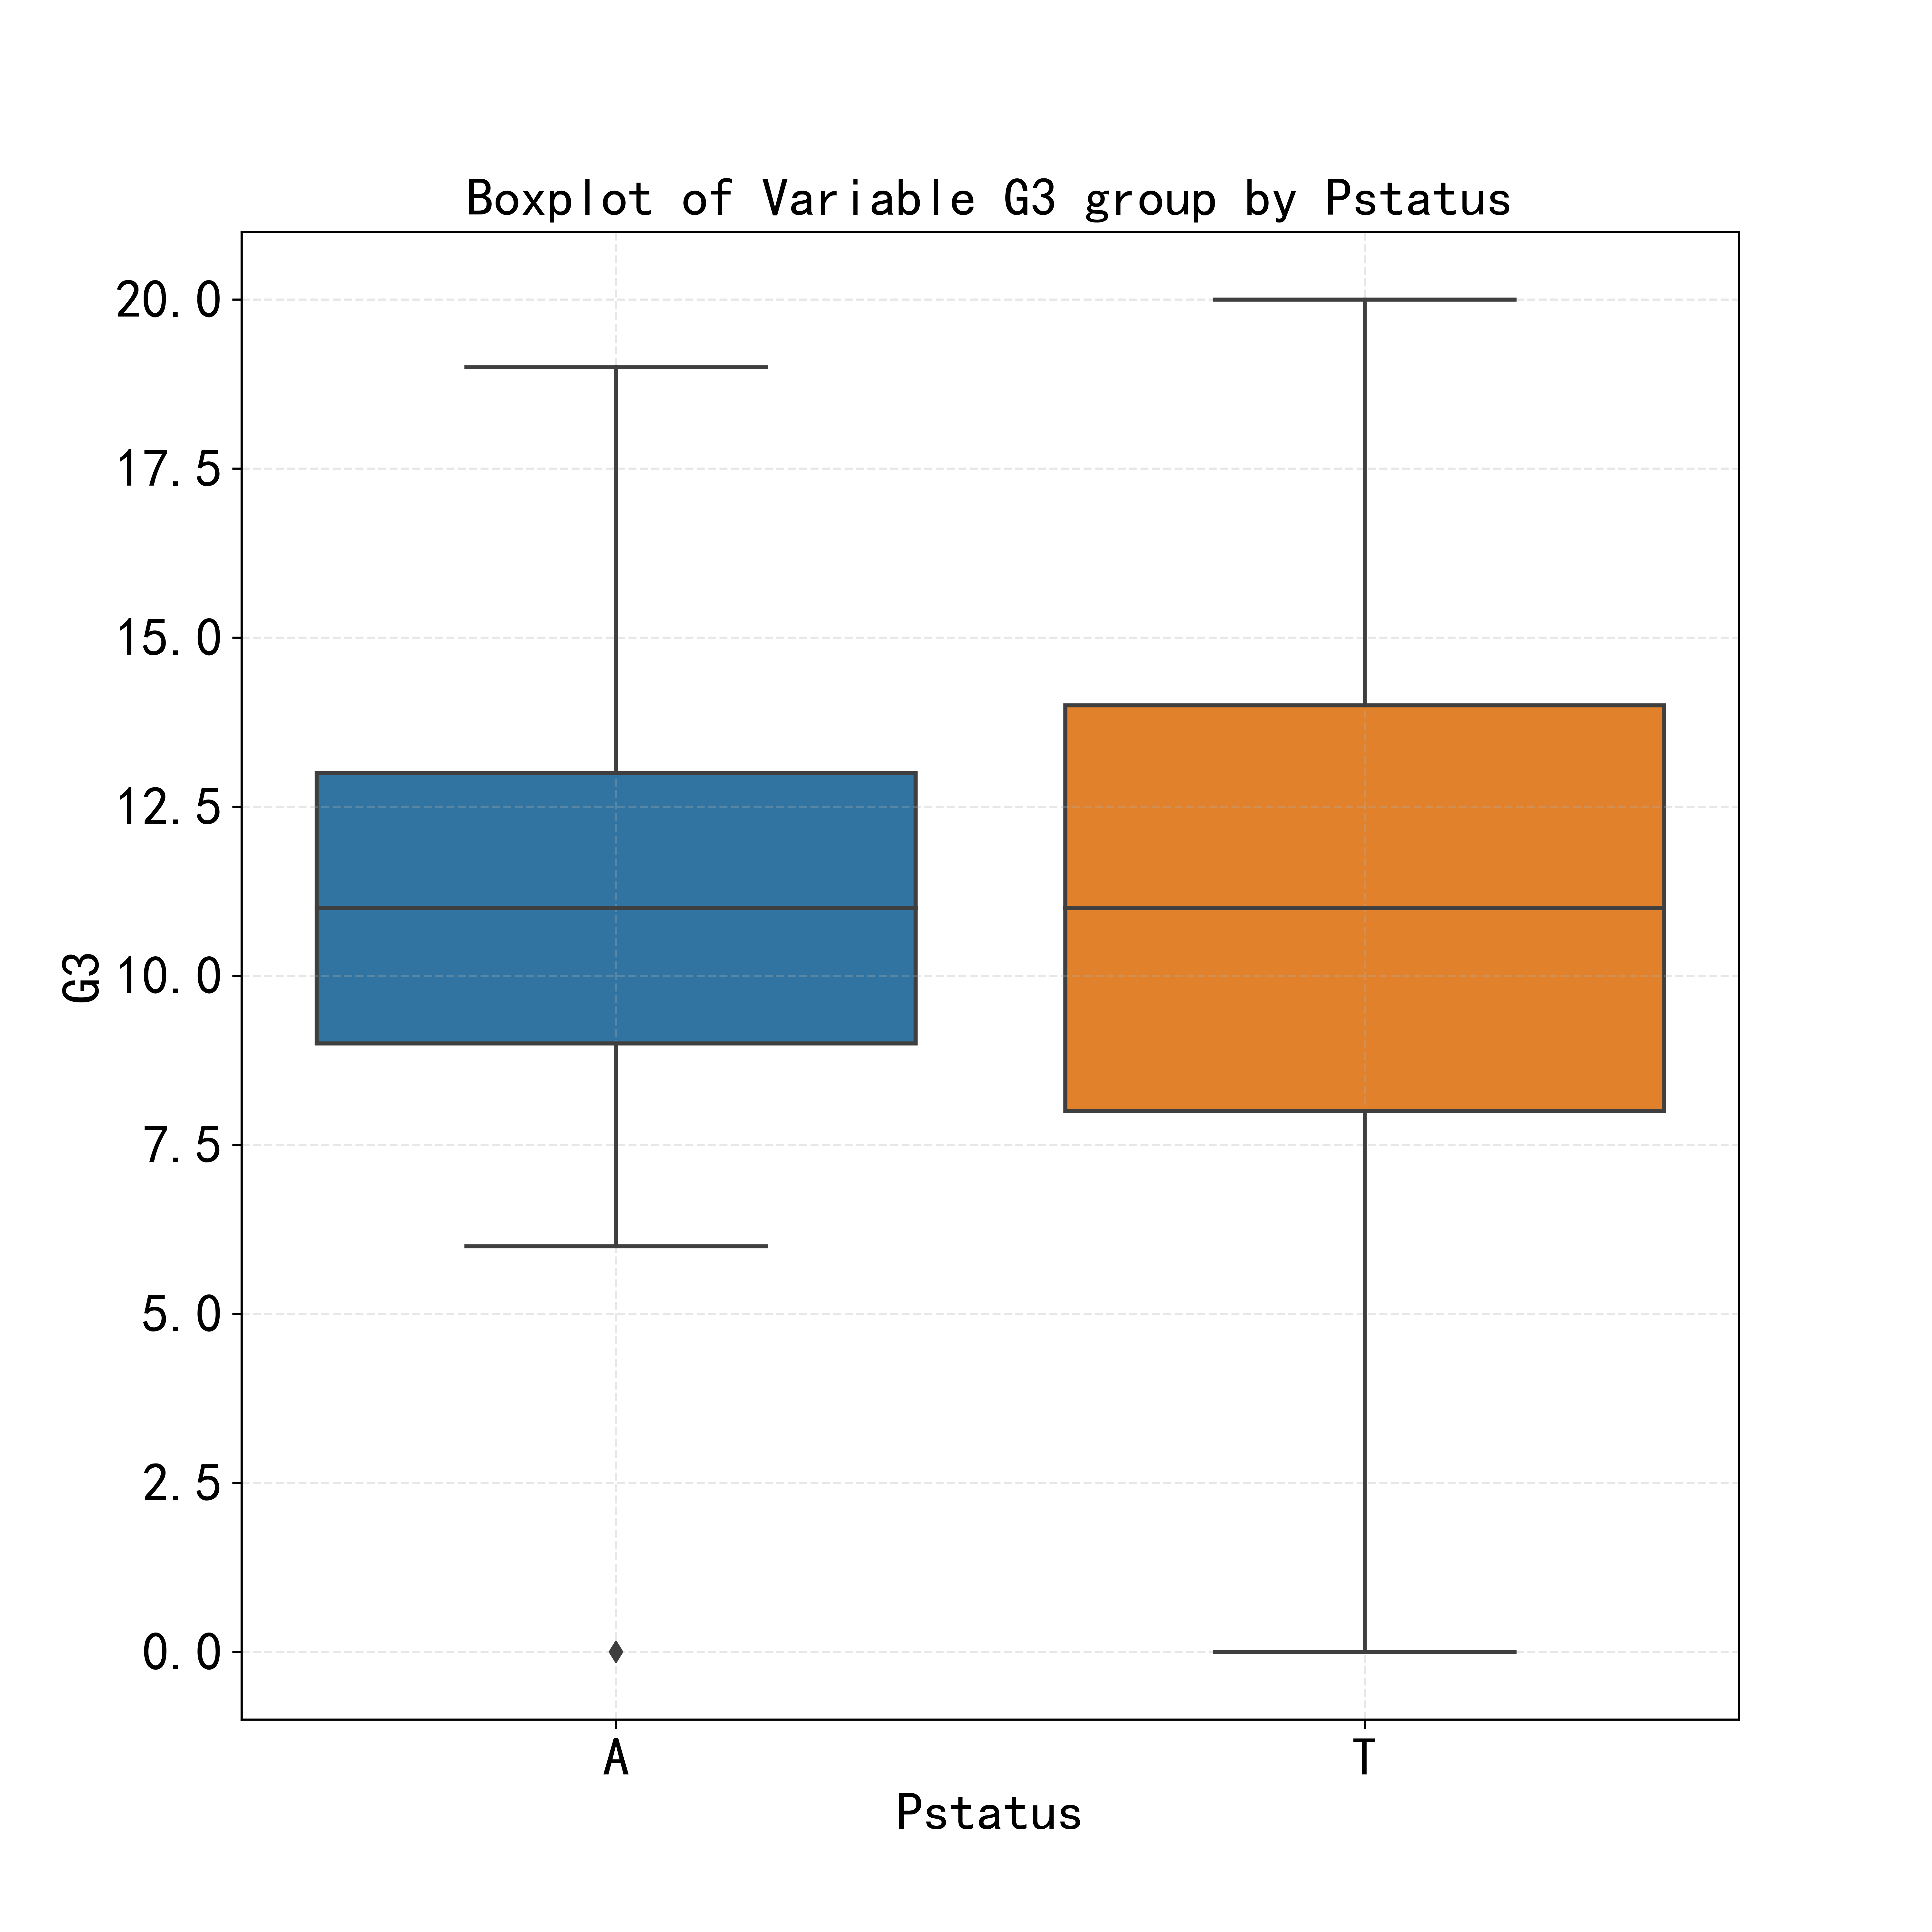 Boxplot of Variable G3 group by Pstatus
20.0
17.5
15.0
12.5
10.0
7.5
5.0
2.5
0.0
G3
A
T
Pstatus